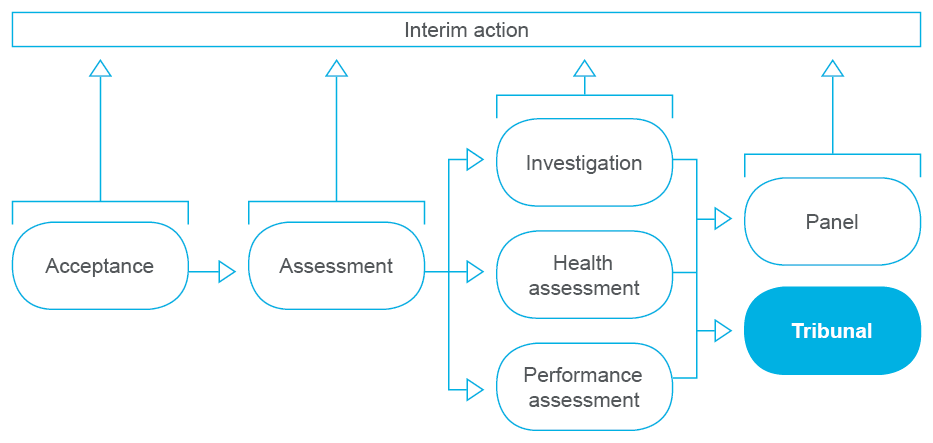 Interim action
Acceptance
Assessment
Investigation
Health
assessment
Performance
assessment
Panel
Tribunal